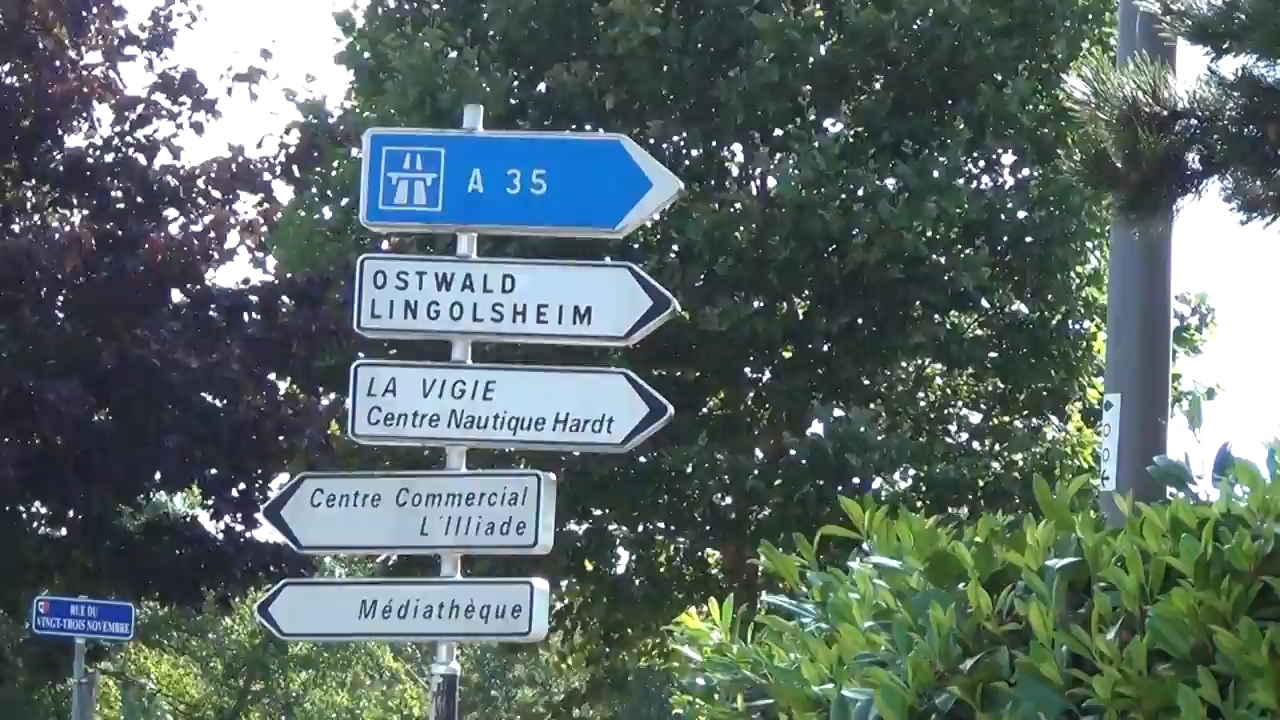 A 35
OSTWALD
LINGOLSHEIM
LA VIGIE
Centre Nautique Hardt
Centre Commercial
L'Illiade
Médiathèque
RUE DU
VINGT-TROIS NOVEMBRE